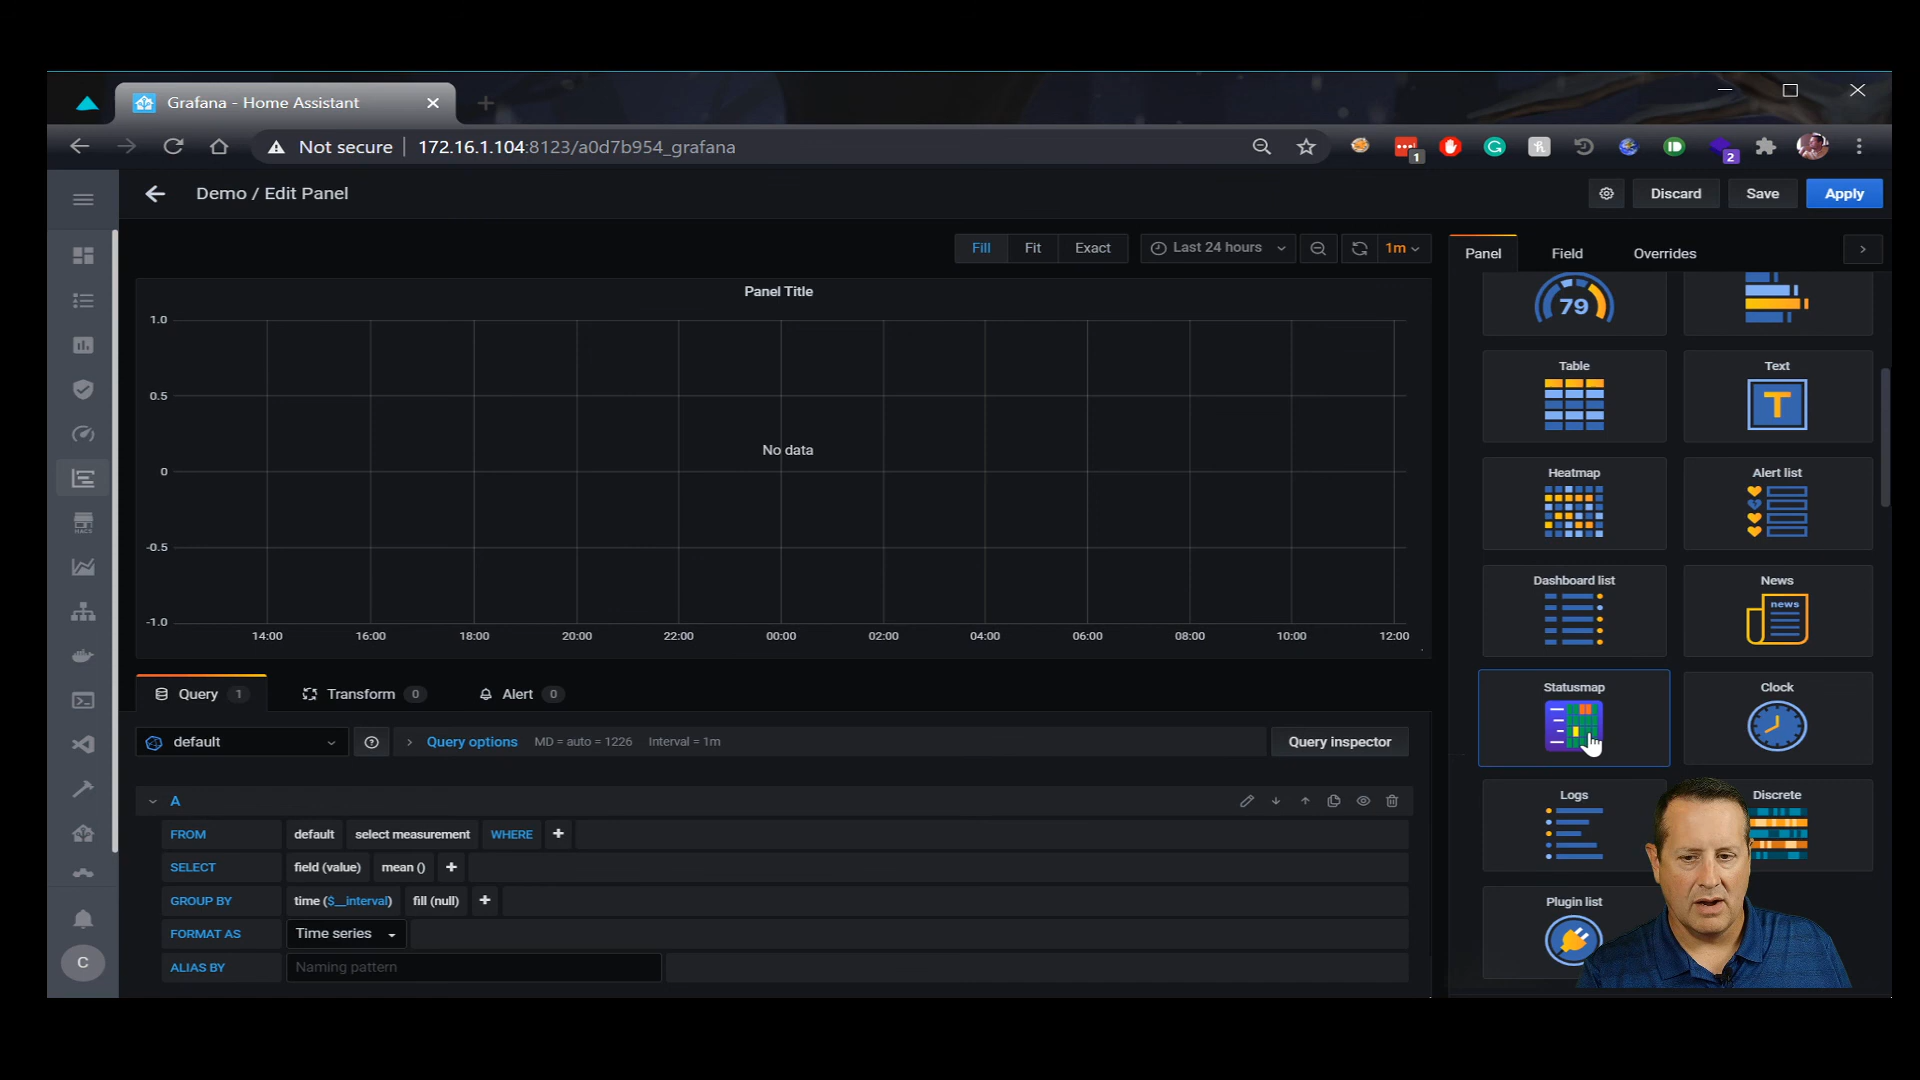 Grafana - Home Assistant
Not secure 172.16.1.104:8123/a0d7b954_grafana
1
2
Demo / Edit Panel
Discard
Save
Apply
Fill
Fit
Exact
Last 24 hours
1m
Panel
Field
Overrides
Panel Title
1.0
0.5
0
-0.5
-1.0
No data
14:00 16:00 18:00 20:00 22:00 00:00 02:00 04:00 06:00 08:00 10:00 12:00
79
Table
Text
T
Heatmap
Alert list
Dashboard list
News
news
Statusmap
Clock
Logs
Discrete
Plugin list
HACS
Query 1
Transform 0
Alert 0
default
Query options MD = auto = 1226 Interval = 1m
Query inspector
A
FROM default select measurement WHERE +
SELECT field (value) mean () +
GROUP BY time ($__interval) fill (null) +
FORMAT AS Time series
ALIAS BY Naming pattern
C